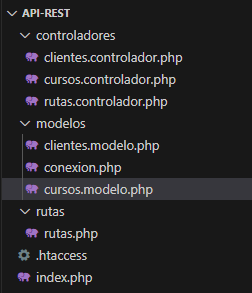 API-REST
controladores
clientes.controlador.php
cursos.controlador.php
rutas.controlador.php
modelos
clientes.modelo.php
conexion.php
cursos.modelo.php
rutas
rutas.php
.htaccess
index.php